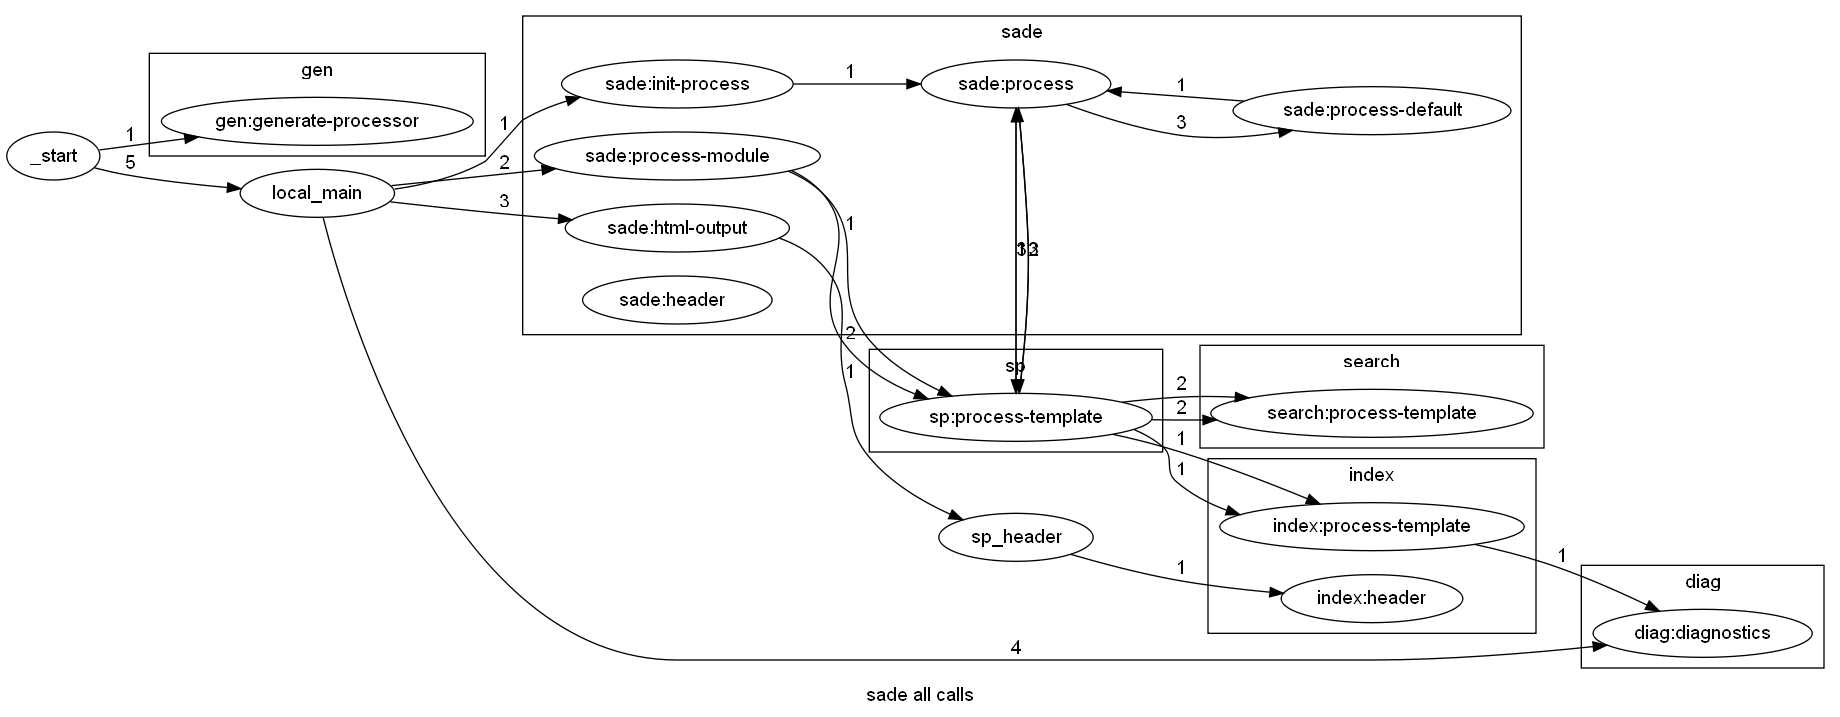 sade
gen
sade:init-process
1
sade:process
1
sade:process-default
3
gen:generate-processor
_start
1
5
local_main
1
2
3
sade:process-module
sade:html-output
1
sade:header
2
1
sp
sp:process-template
search
2
2
search:process-template
1
1
index
index:process-template
1
sp_header
1
index:header
diag
diag:diagnostics
4
sade all calls